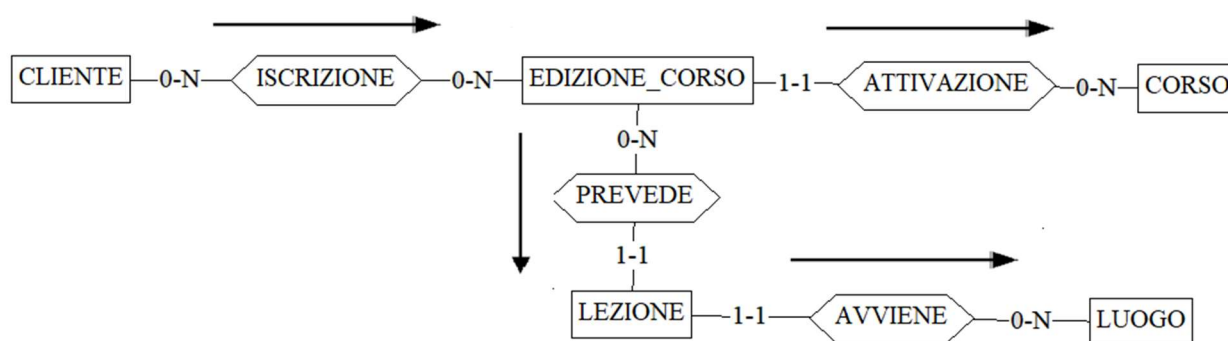 CLIENTE 0-N ISCRIZIONE 0-N EDIZIONE_CORSO 1-1 ATTIVAZIONE 0-N CORSO
0-N
PREVEDE
1-1
LEZIONE 1-1 AVVIENE 0-N LUOGO